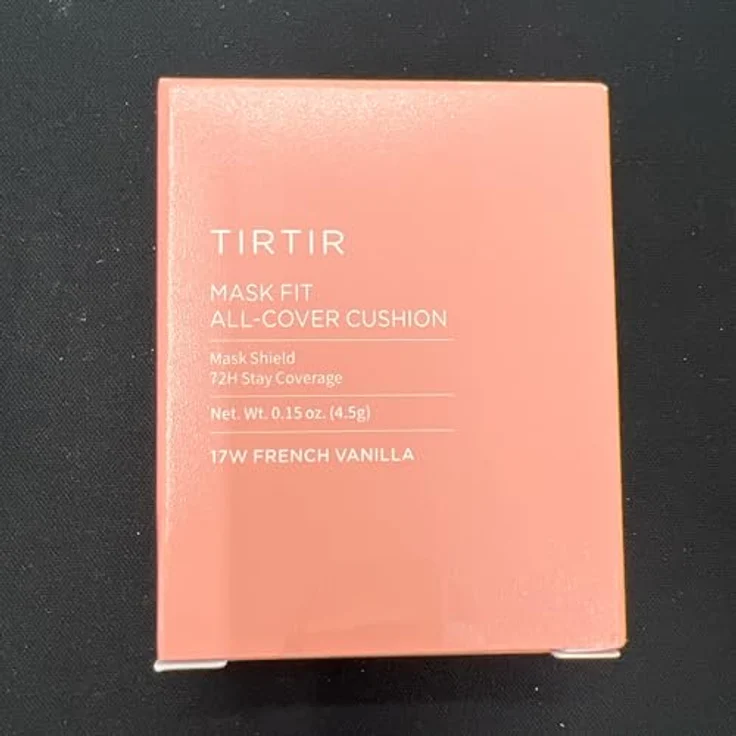 TIRTIR
MASK FIT
ALL-COVER CUSHION
Mask Shield
72H Stay Coverage
Net. Wt. 0.15 oz. (4.5g)
17W FRENCH VANILLA